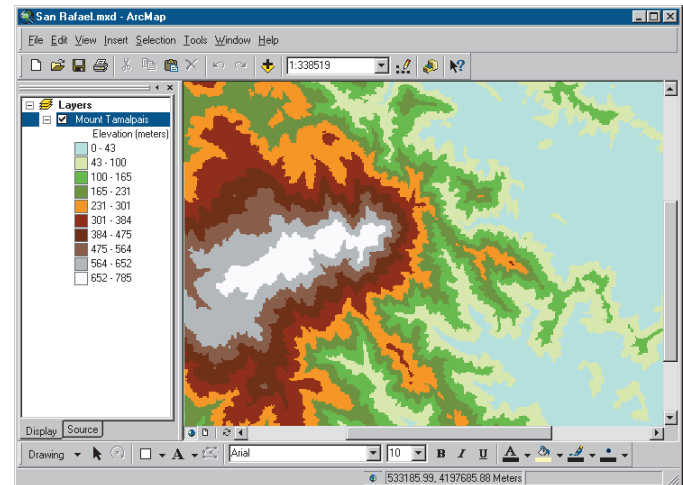 San Rafael.mxd - ArcMap
File Edit View Insert Selection Tools Window Help
1:338519
Layers
Mount Tamalpais
Elevation (meters)
0 - 43
43 - 100
100 - 165
165 - 231
231 - 301
301 - 384
384 - 475
475 - 564
564 - 652
652 - 785
Display Source
Drawing A Arial 10 B I U A
533185.99, 4197685.88 Meters